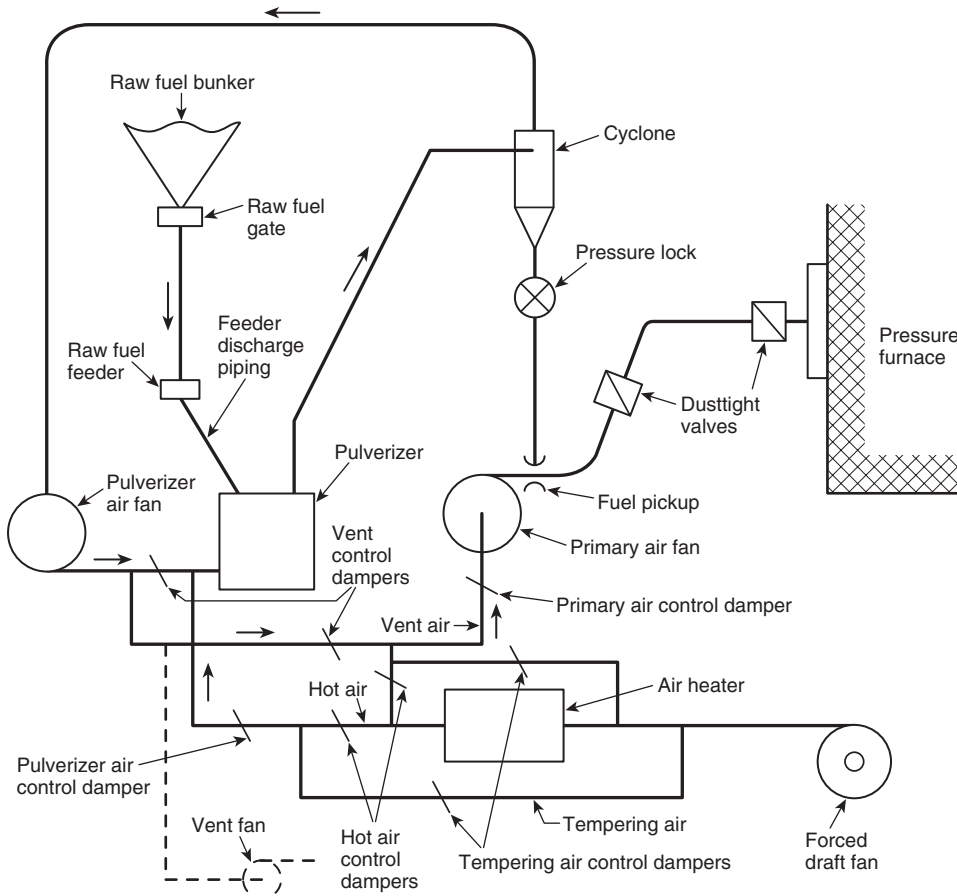 Raw fuel bunker
Cyclone
Raw fuel
gate
Pressure lock
Feeder
discharge
piping
Raw fuel
feeder
Pressure
furnace
Dusttight
valves
Pulverizer
Pulverizer
air fan
Fuel pickup
Vent
control
dampers
Primary air fan
Primary air control damper
Vent air
Hot air
Air heater
Pulverizer air
control damper
Tempering air
Vent fan
Hot air
control
dampers
Tempering air control dampers
Forced
draft fan